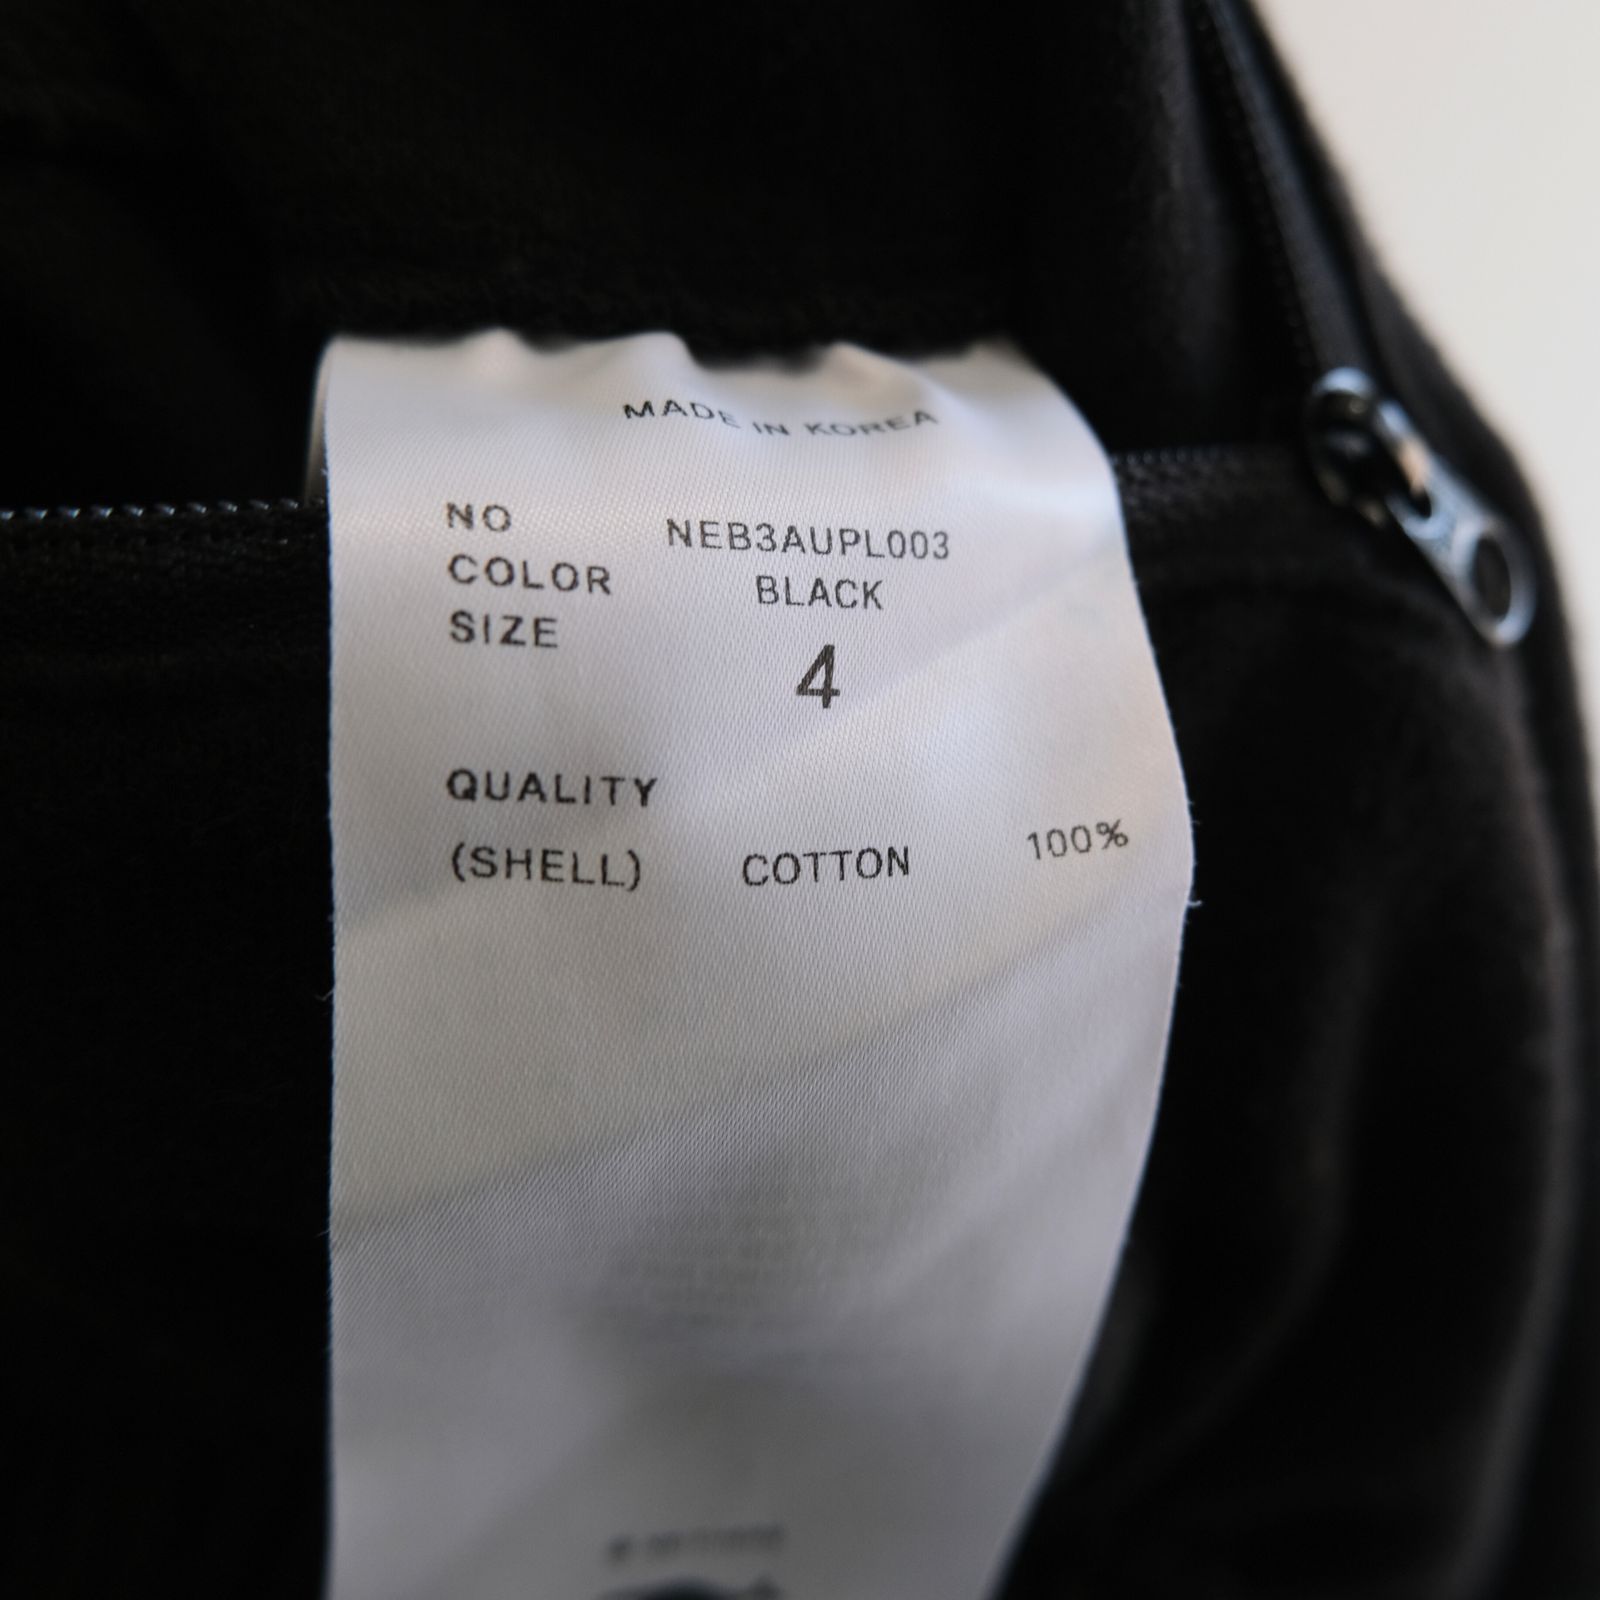 MADE IN KOREA
NO NEB3AUPL003
COLOR BLACK
SIZE 4
QUALITY
(SHELL) COTTON 100%